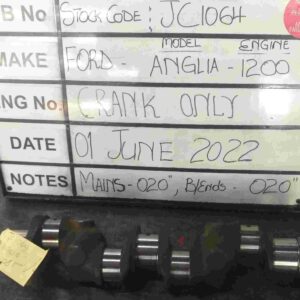 B No STOCK CODE: JC1064
MODEL ENGINE
MAKE FORD - ANGLIA - 1200
NG No. CRANK ONLY
DATE 01 JUNE 2022
NOTES MAINS - 020", B/ENDS - 020"